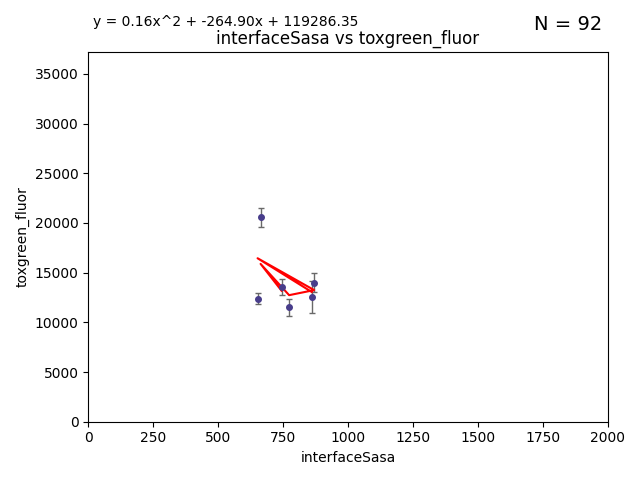 y = 0.16x^2 + -264.90x + 119286.35
N = 92
interfaceSasa vs toxgreen_fluor
35000
30000
25000
20000
15000
10000
5000
0
toxgreen_fluor
0 250 500 750 1000 1250 1500 1750 2000
interfaceSasa